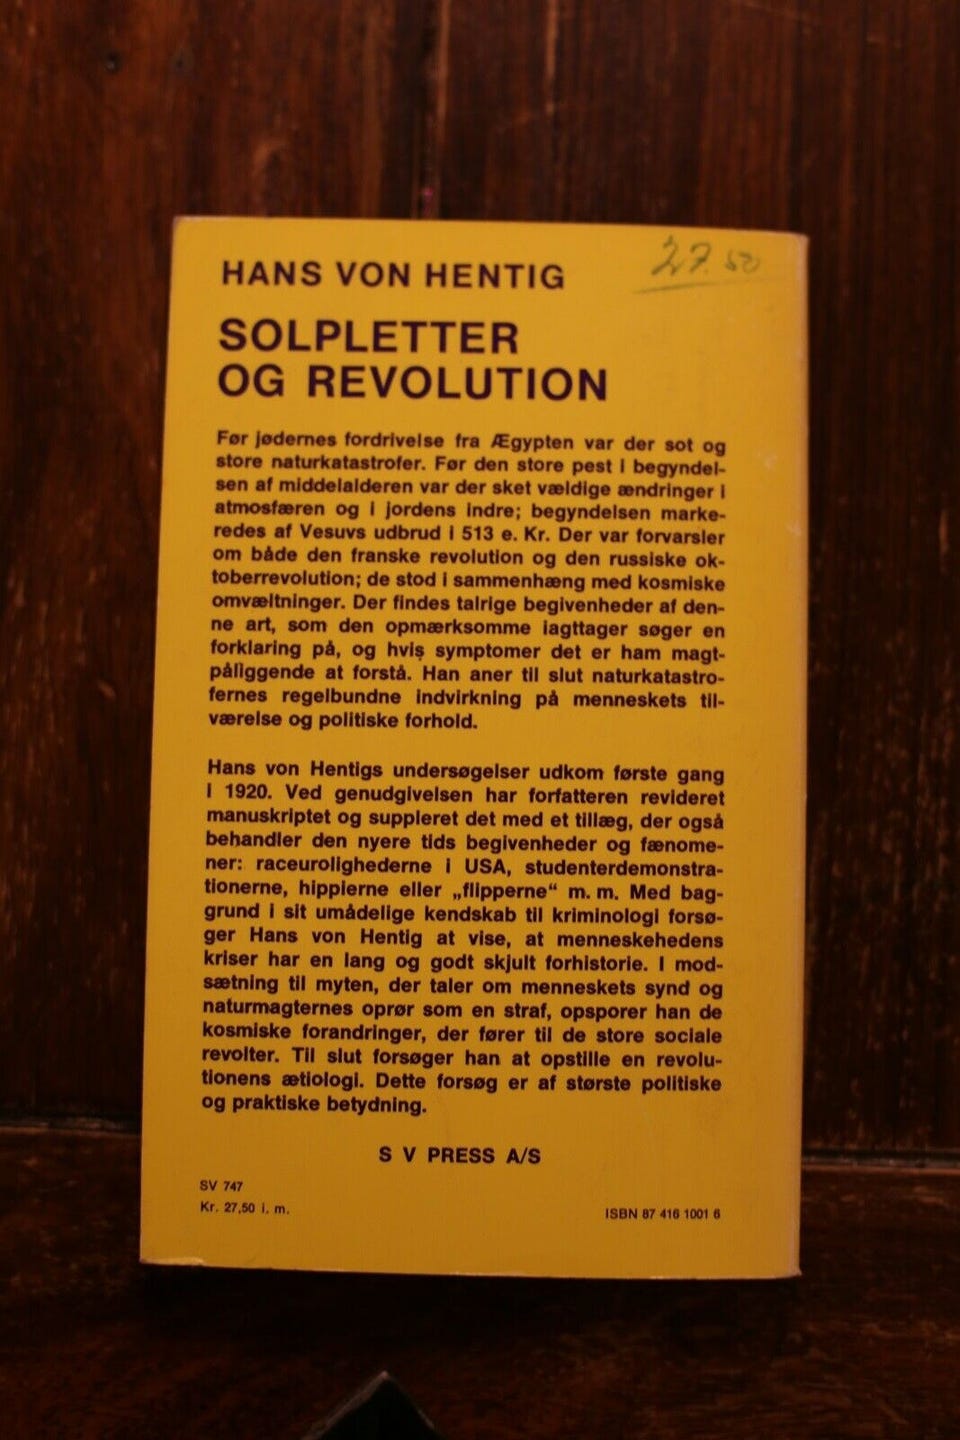 HANS VON HENTIG
27.50
SOLPLETTER
OG REVOLUTION
Før jødernes fordrivelse fra Ægypten var der sot og
store naturkatastrofer. Før den store pest i begyndel-
sen af middelalderen var der sket vældige ændringer i
atmosfæren og i jordens indre; begyndelsen marke-
redes af Vesuvs udbrud i 513 e. Kr. Der var forvarsler
om både den franske revolution og den russiske ok-
toberrevolution; de stod i sammenhæng med kosmiske
omvæltninger. Der findes talrige begivenheder af den-
ne art, som den opmærksomme iagttager søger en
forklaring på, og hvis symptomer det er ham magt-
påliggende at forstå. Han aner til slut naturkatastro-
fernes regelbundne indvirkning på menneskets til-
værelse og politiske forhold.
Hans von Hentigs undersøgelser udkom første gang
i 1920. Ved genudgivelsen har forfatteren revideret
manuskriptet og suppleret det med et tillæg, der også
behandler den nyere tids begivenheder og fænome-
ner: raceurolighederne i USA, studenterdemonstra-
tionerne, hippierne eller „flipperne“ m. m. Med bag-
grund i sit umådelige kendskab til kriminologi forsø-
ger Hans von Hentig at vise, at menneskehedens
kriser har en lang og godt skjult forhistorie. I mod-
sætning til myten, der taler om menneskets synd og
naturmagternes oprør som en straf, opsporer han de
kosmiske forandringer, der fører til de store sociale
revolter. Til slut forsøger han at opstille en revolu-
tionens ætiologi. Dette forsøg er af største politiske
og praktiske betydning.
S V PRESS A/S
SV 747
Kr. 27,50 i. m.
ISBN 87 416 1001 6